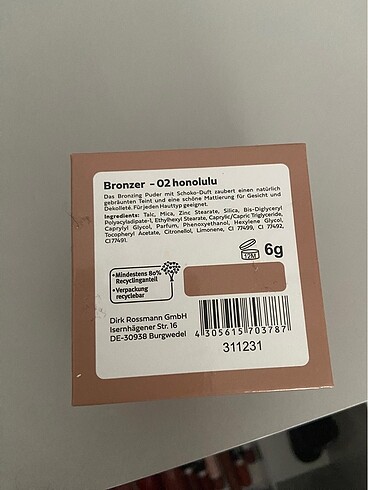 Bronzer - 02 honolulu
Das Bronzing Puder mit Schoko-Duft zaubert einen natürlich
gebräunten Teint und eine schöne Mattierung für Gesicht und
Dekolleté. Für jeden Hauttyp geeignet.
Ingredients: Talc, Mica, Zinc Stearate, Silica, Bis-Diglyceryl
Polyacyladipate-1, Ethylhexyl Stearate, Caprylic/Capric Triglyceride,
Caprylyl Glycol, Parfum, Phenoxyethanol, Hexylene Glycol,
Tocopheryl Acetate, Citronellol, Limonene, CI 77499, CI 77492,
CI 77491.
12M
6g
•Mindestens 80%
Recyclinganteil
•Verpackung
recyclebar
Dirk Rossmann GmbH
Isernhägener Str. 16
DE-30938 Burgwedel
4 305615 703787
311231